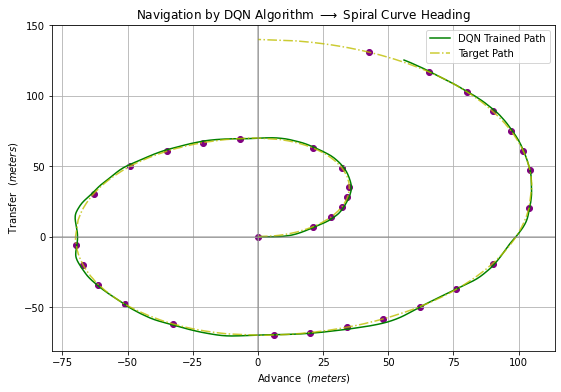 Navigation by DQN Algorithm ⟶ Spiral Curve Heading
DQN Trained Path
Target Path
150
100
50
0
−50
Transfer (meters)
−75
−50
−25
0
25
50
75
100
Advance (meters)